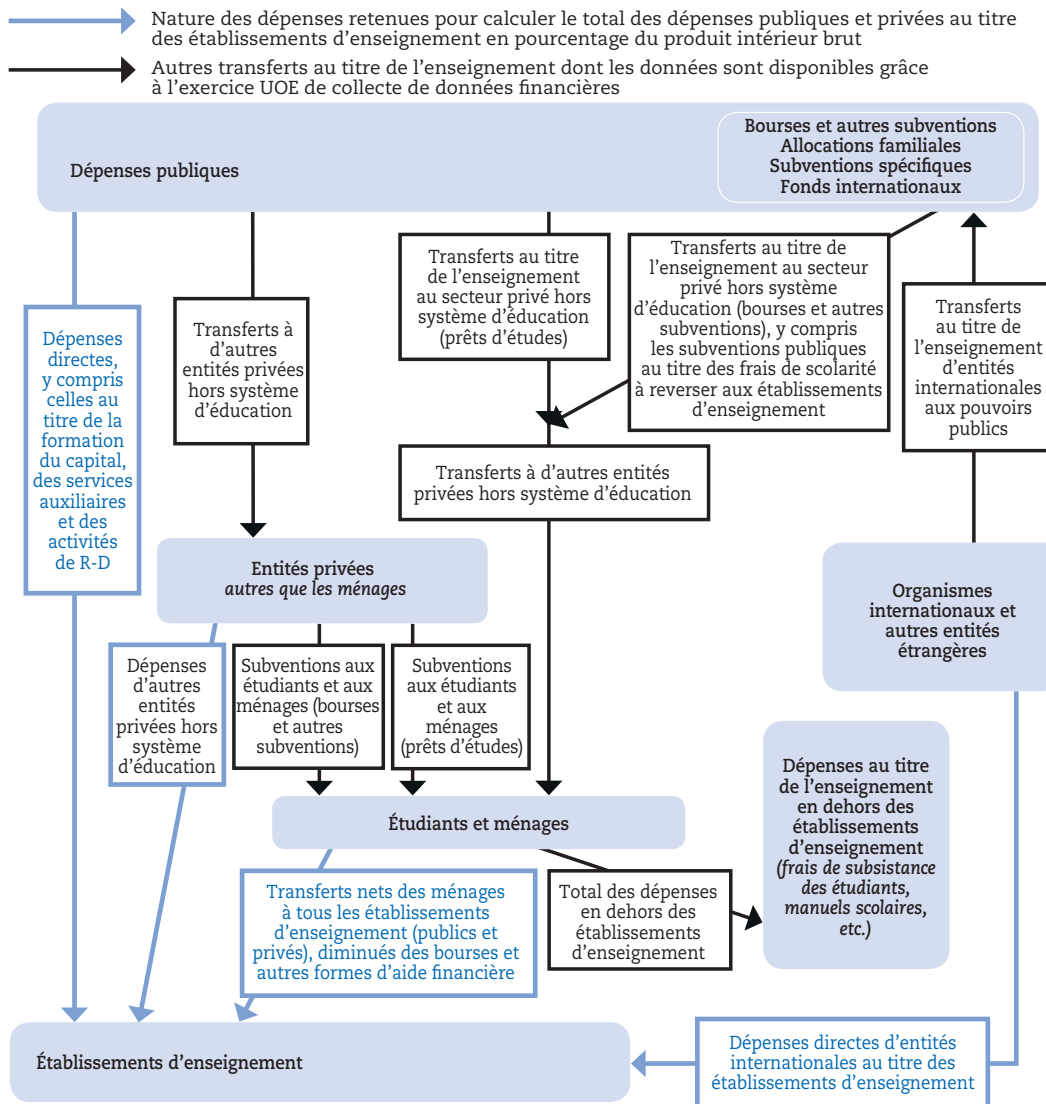 Nature des dépenses retenues pour calculer le total des dépenses publiques et privées au titre
des établissements d'enseignement en pourcentage du produit intérieur brut
Autres transferts au titre de l'enseignement dont les données sont disponibles grâce
à l'exercice UOE de collecte de données financières
Dépenses publiques
Bourses et autres subventions
Allocations familiales
Subventions spécifiques
Fonds internationaux
Dépenses
directes,
y compris
celles au
titre de la
formation
du capital,
des services
auxiliaires
et des
activités
de R-D
Transferts à
d'autres
entités privées
hors système
d'éducation
Transferts au titre
de l'enseignement
au secteur privé hors
système d'éducation
(prêts d'études)
Transferts au titre de
l'enseignement au secteur
privé hors système
d'éducation (bourses et autres
subventions), y compris
les subventions publiques
au titre des frais de scolarité
à reverser aux établissements
d'enseignement
Transferts
au titre de
l'enseignement
d'entités
internationales
aux pouvoirs
publics
Transferts à d'autres entités
privées hors système d'éducation
Entités privées
autres que les ménages
Organismes
internationaux et
autres entités
étrangères
Dépenses
d'autres
entités
privées hors
système
d'éducation
Subventions aux
étudiants et aux
ménages (bourses
et autres
subventions)
Subventions
aux étudiants
et aux
ménages
(prêts d'études)
Dépenses au titre
de l'enseignement
en dehors des
établissements
d'enseignement
(frais de subsistance
des étudiants,
manuels scolaires,
etc.)
Étudiants et ménages
Transferts nets des ménages
à tous les établissements
d'enseignement (publics et
privés), diminués des bourses et
autres formes d'aide financière
Total des dépenses
en dehors des
établissements
d'enseignement
Établissements d'enseignement
Dépenses directes d'entités
internationales au titre des
établissements d'enseignement